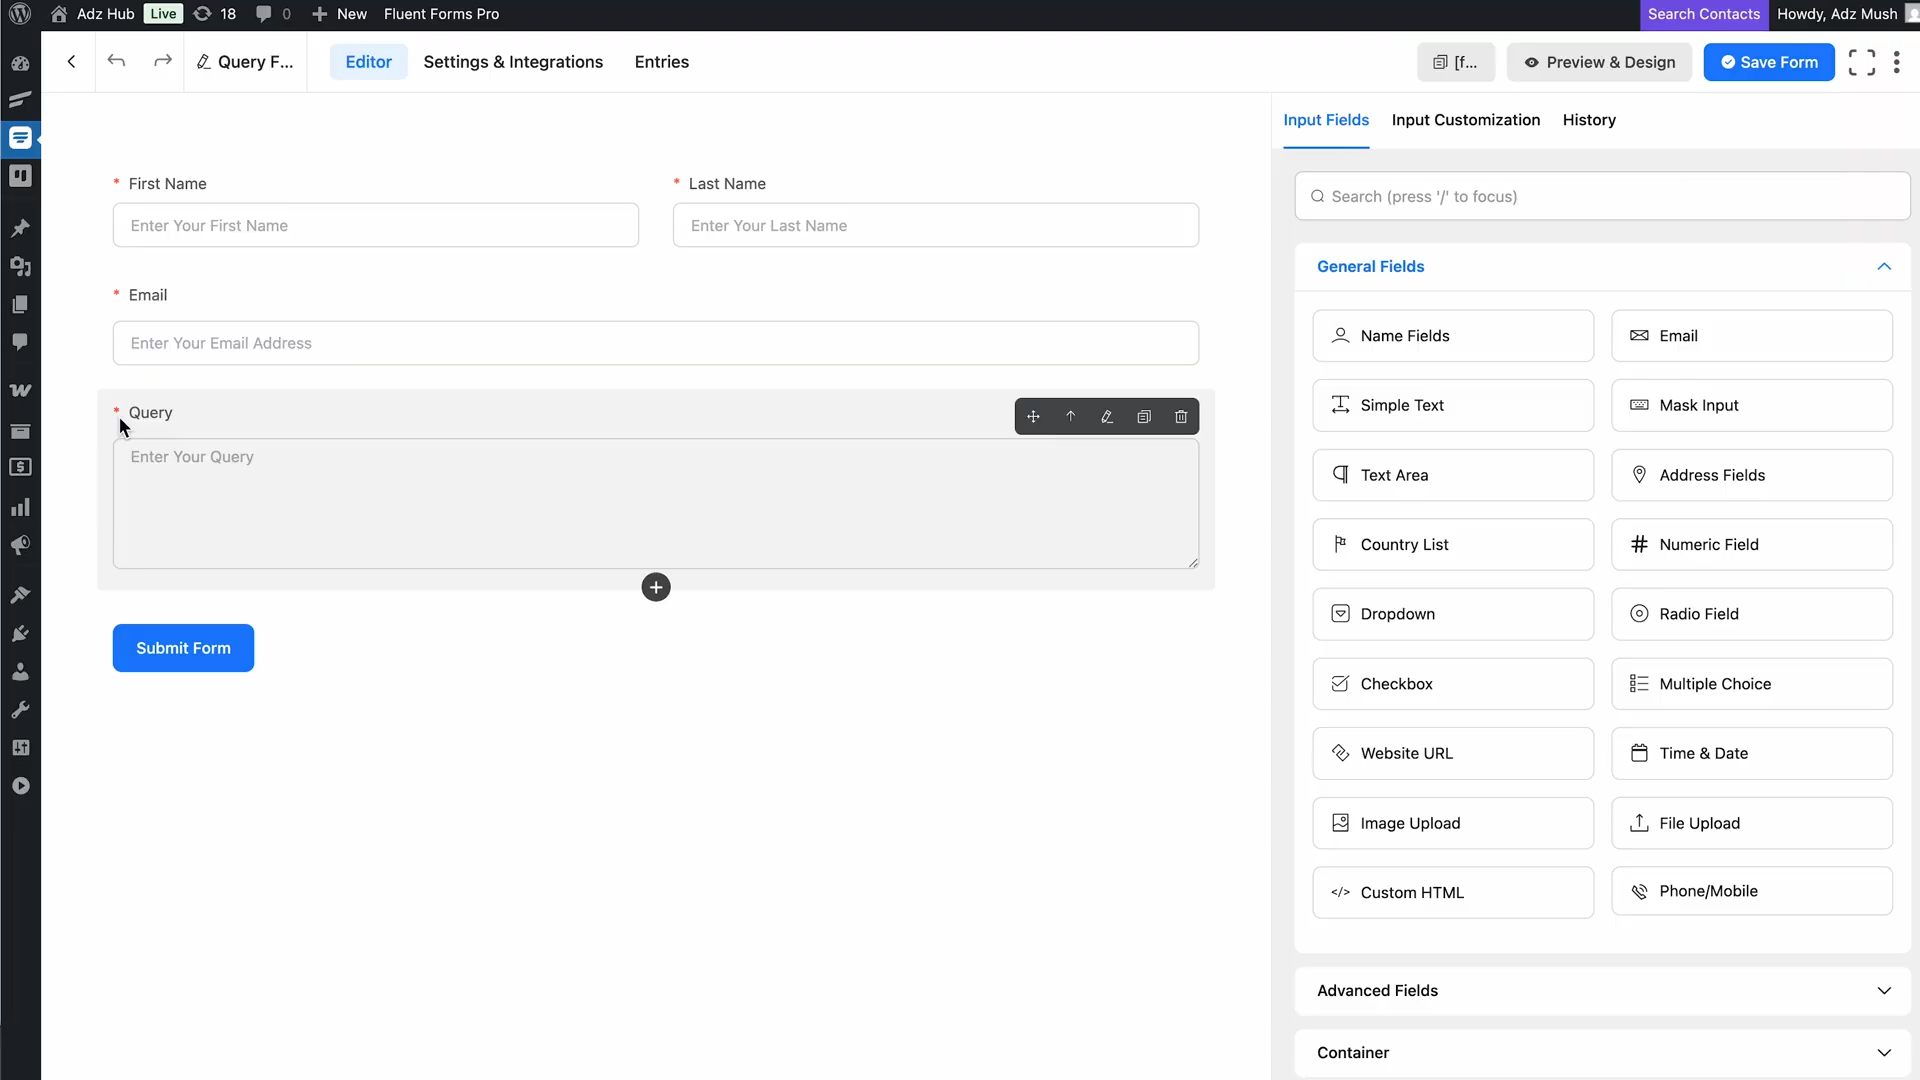 Adz Hub Live 18 0 New Fluent Forms Pro Search Contacts Howdy, Adz Mush
Query F... Editor Settings & Integrations Entries [f... Preview & Design Save Form
Input Fields Input Customization History
* First Name
Enter Your First Name
* Last Name
Enter Your Last Name
* Email
Enter Your Email Address
* Query
Enter Your Query
Submit Form
Search (press '/' to focus)
General Fields
Name Fields Email
Simple Text Mask Input
Text Area Address Fields
Country List Numeric Field
Dropdown Radio Field
Checkbox Multiple Choice
Website URL Time & Date
Image Upload File Upload
Custom HTML Phone/Mobile
Advanced Fields
Container